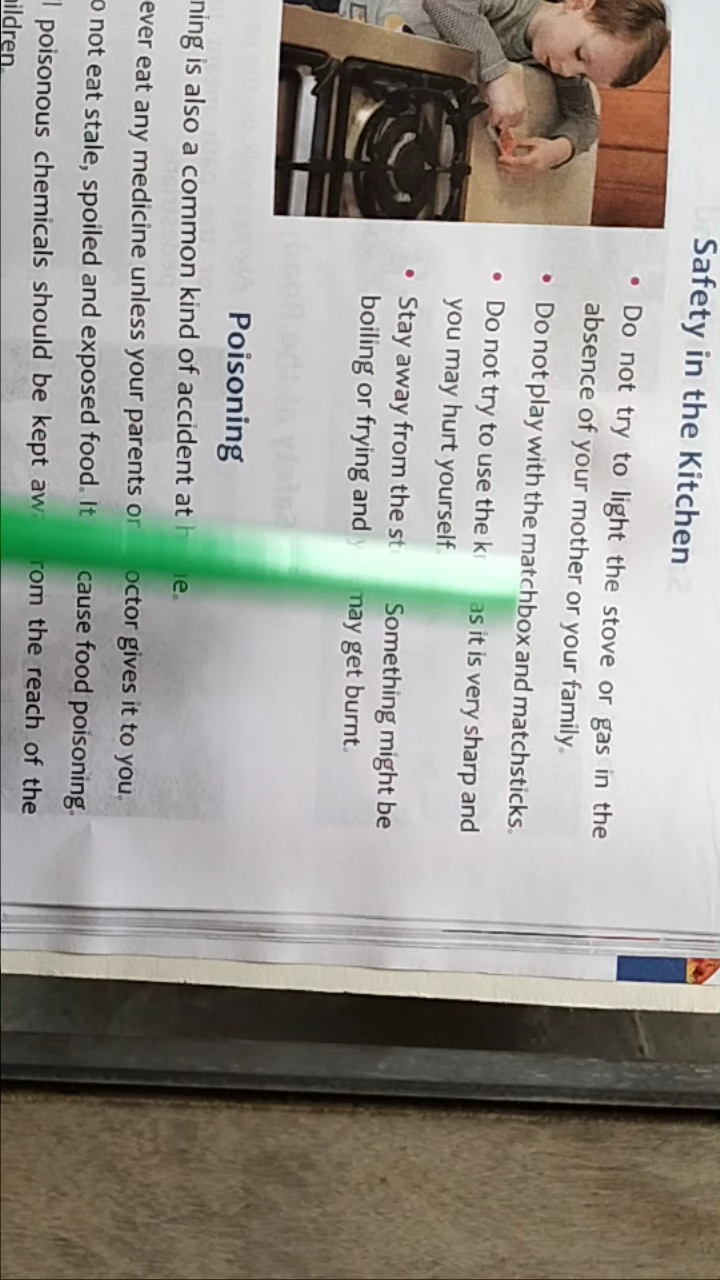 Safety in the Kitchen
• Do not try to light the stove or gas in the
absence of your mother or your family.
• Do not play with the matchbox and matchsticks.
• Do not try to use the as it is very sharp and
you may hurt yourself.
• Stay away from the Something might be
boiling or frying and may get burnt.
Poisoning
ning is also a common kind of accident at
ever eat any medicine unless your parents or octor gives it to you.
o not eat stale, spoiled and exposed food. It cause food poisoning.
l poisonous chemicals should be kept rom the reach of the
ildren.